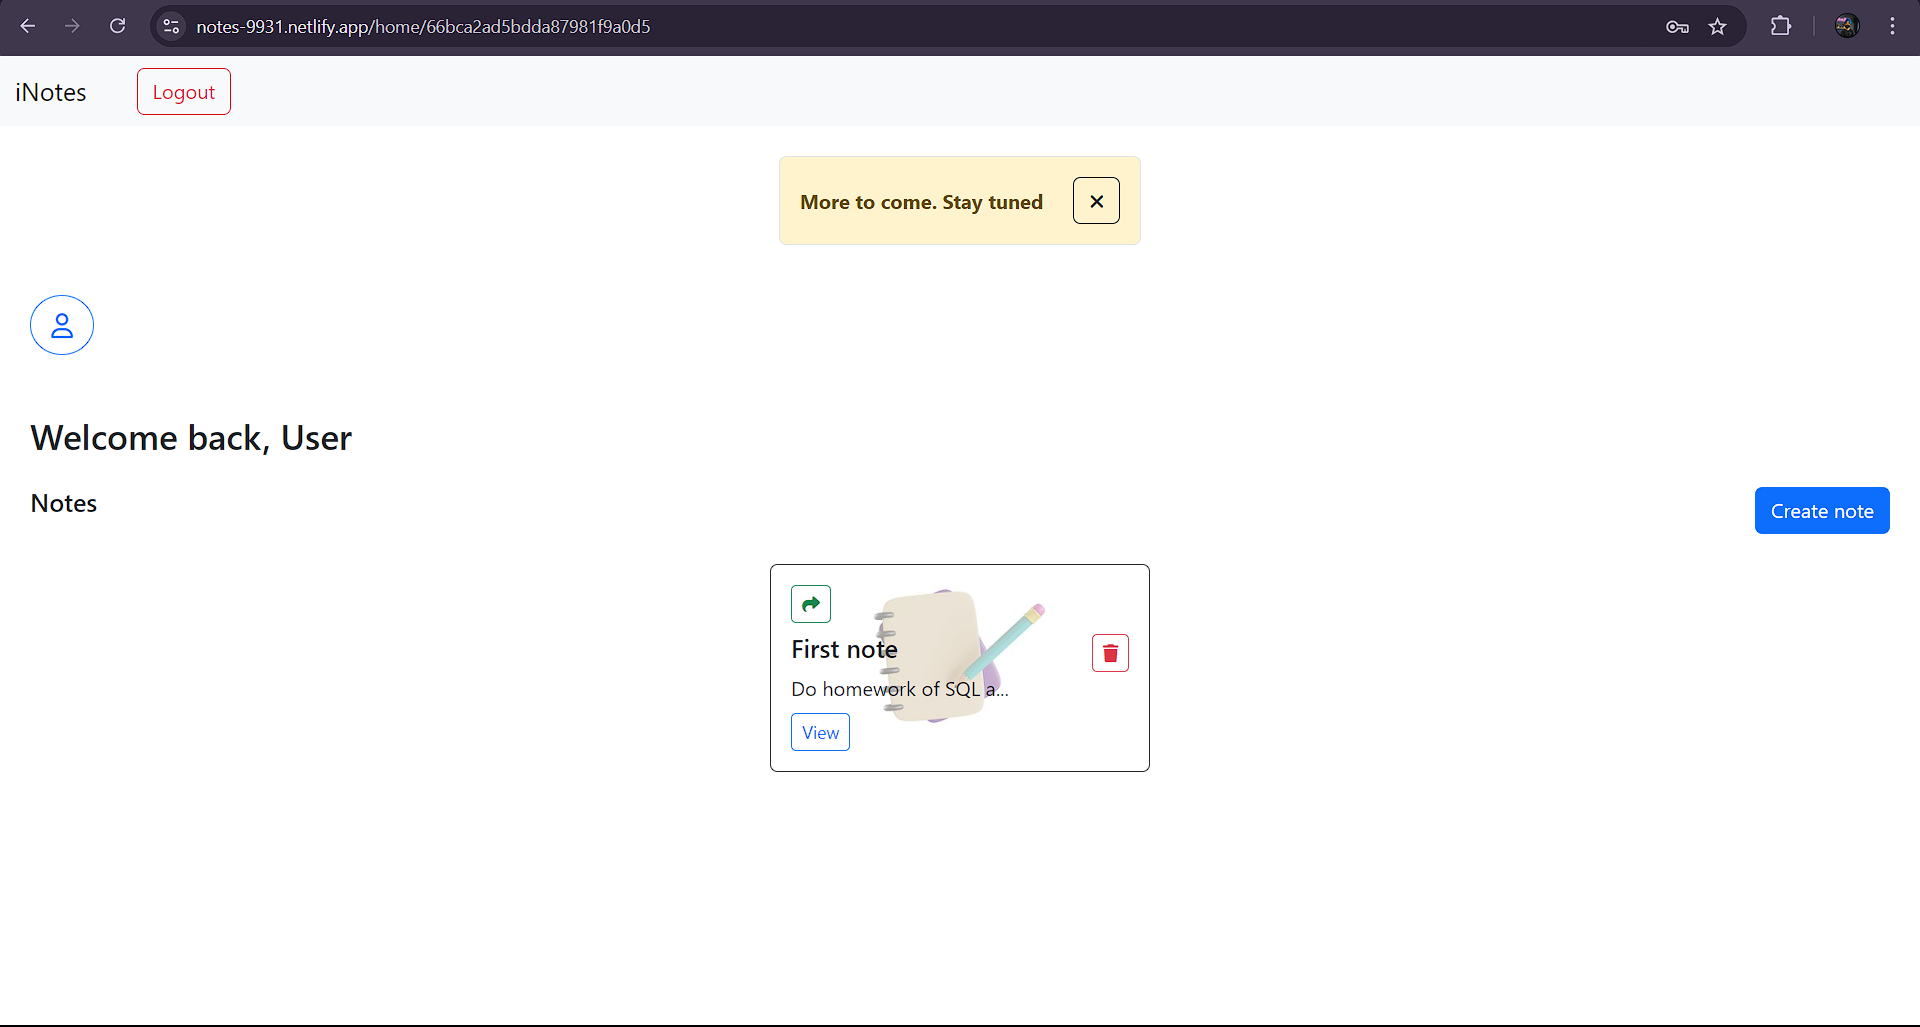 notes-9931.netlify.app/home/66bca2ad5bdda87981f9a0d5
iNotes
Logout
More to come. Stay tuned
Welcome back, User
Notes
Create note
First note
Do homework of SQL a...
View